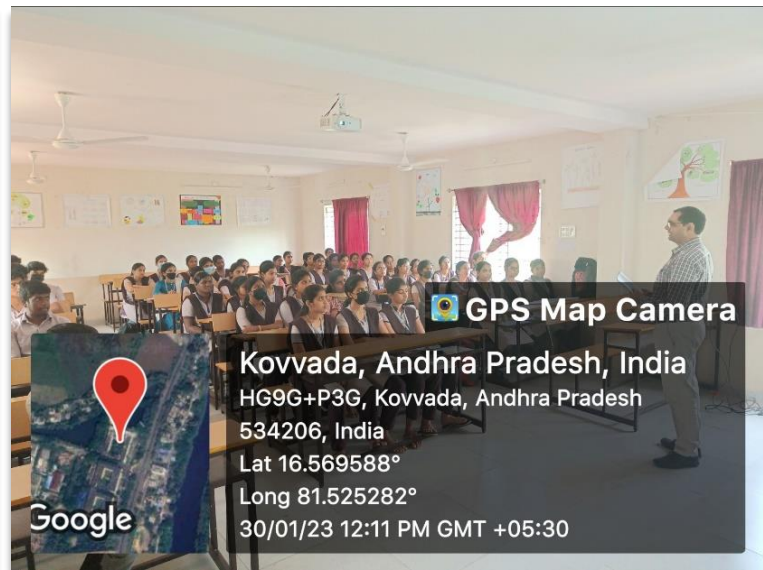 GPS Map Camera
Kovvada, Andhra Pradesh, India
HG9G+P3G, Kovvada, Andhra Pradesh
534206, India
Lat 16.569588°
Long 81.525282°
30/01/23 12:11 PM GMT +05:30
Google